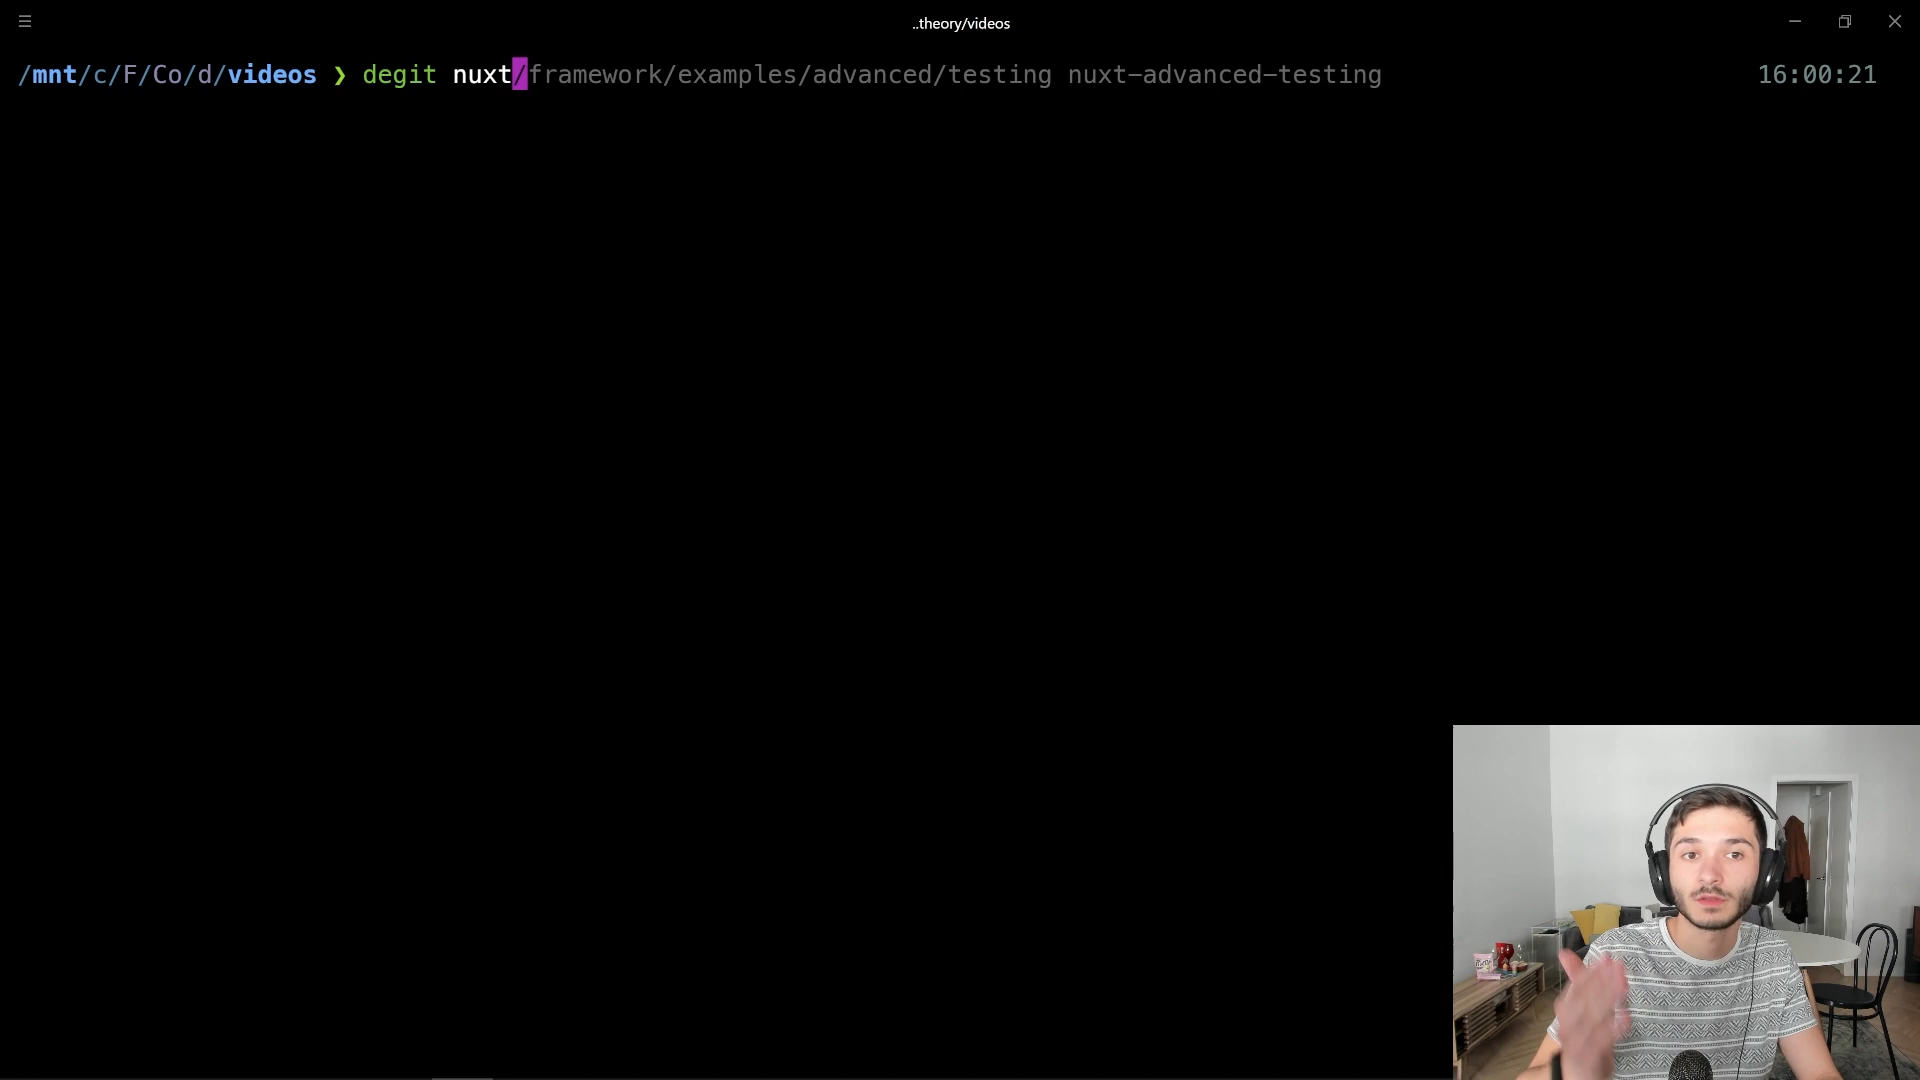 ..theory/videos
/mnt/c/F/Co/d/videos ❯ degit nuxt/framework/examples/advanced/testing nuxt-advanced-testing 16:00:21